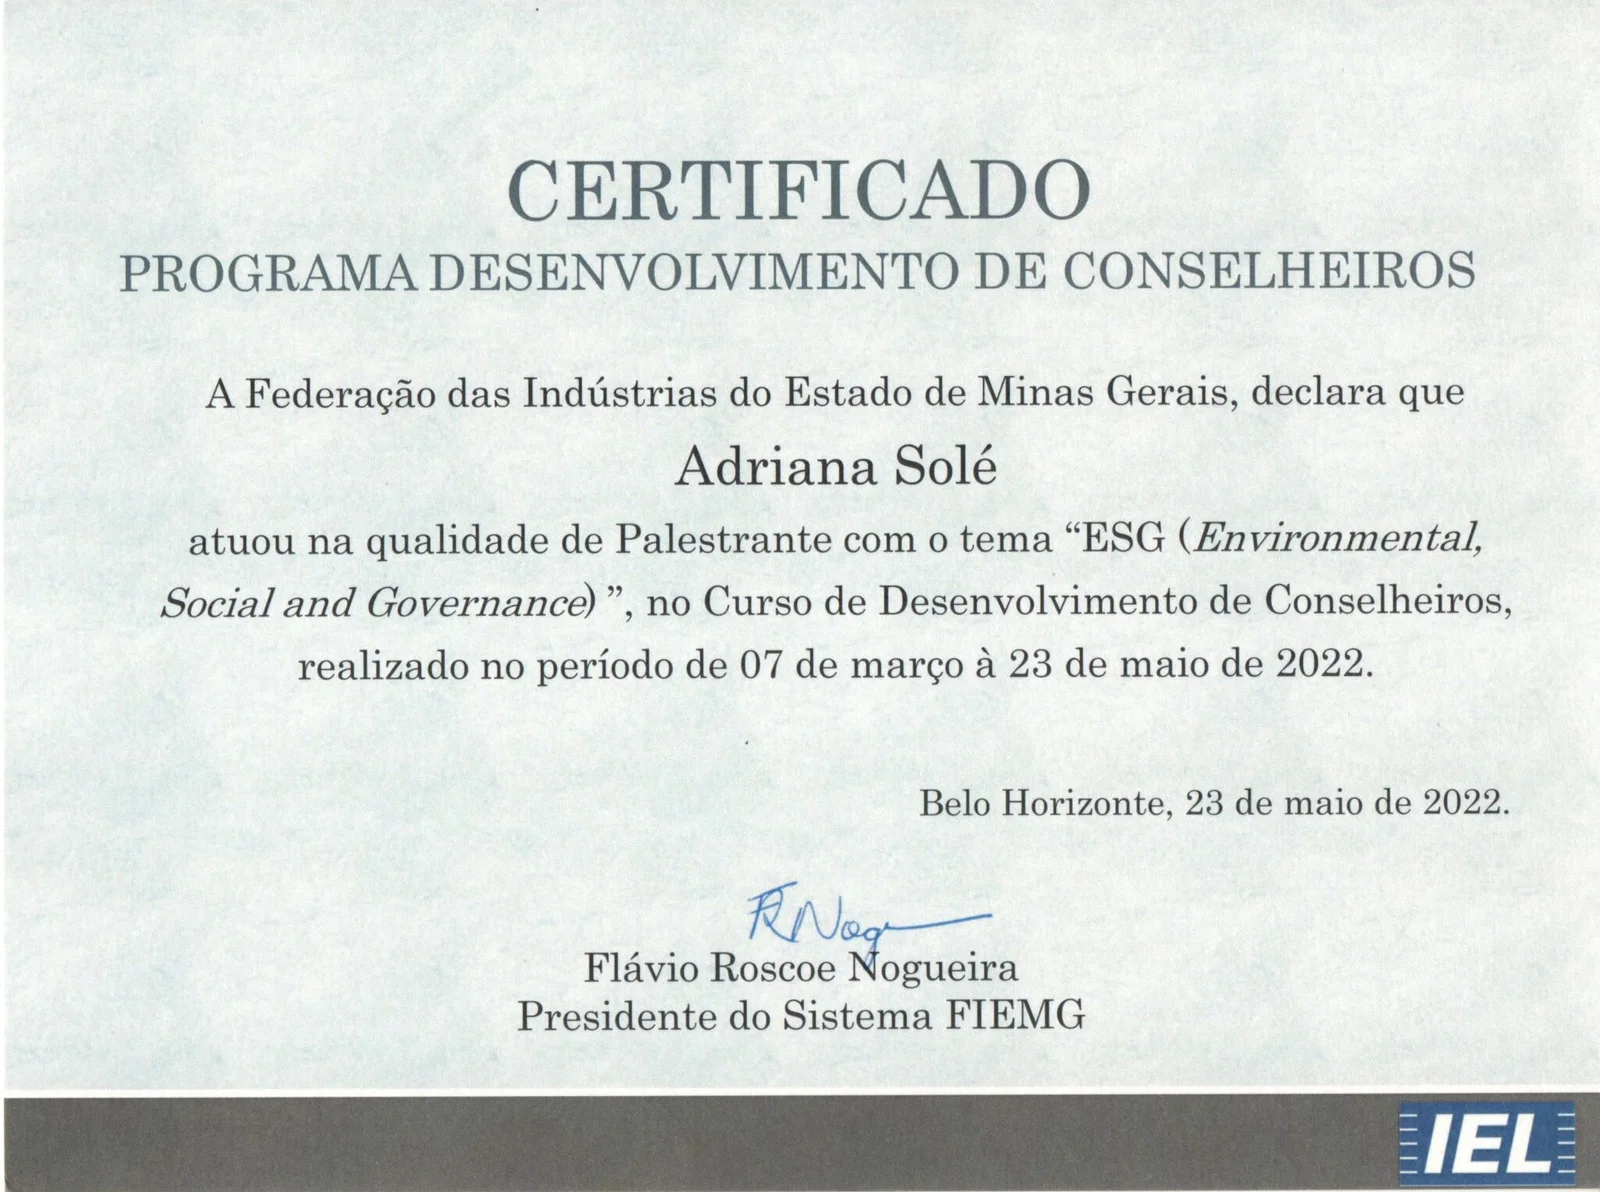 CERTIFICADO
PROGRAMA DESENVOLVIMENTO DE CONSELHEIROS
A Federação das Indústrias do Estado de Minas Gerais, declara que
Adriana Solé
atuou na qualidade de Palestrante com o tema “ESG (Environmental,
Social and Governance) ”, no Curso de Desenvolvimento de Conselheiros,
realizado no período de 07 de março à 23 de maio de 2022.
Belo Horizonte, 23 de maio de 2022.
Flávio Roscoe Nogueira
Presidente do Sistema FIEMG
IEL